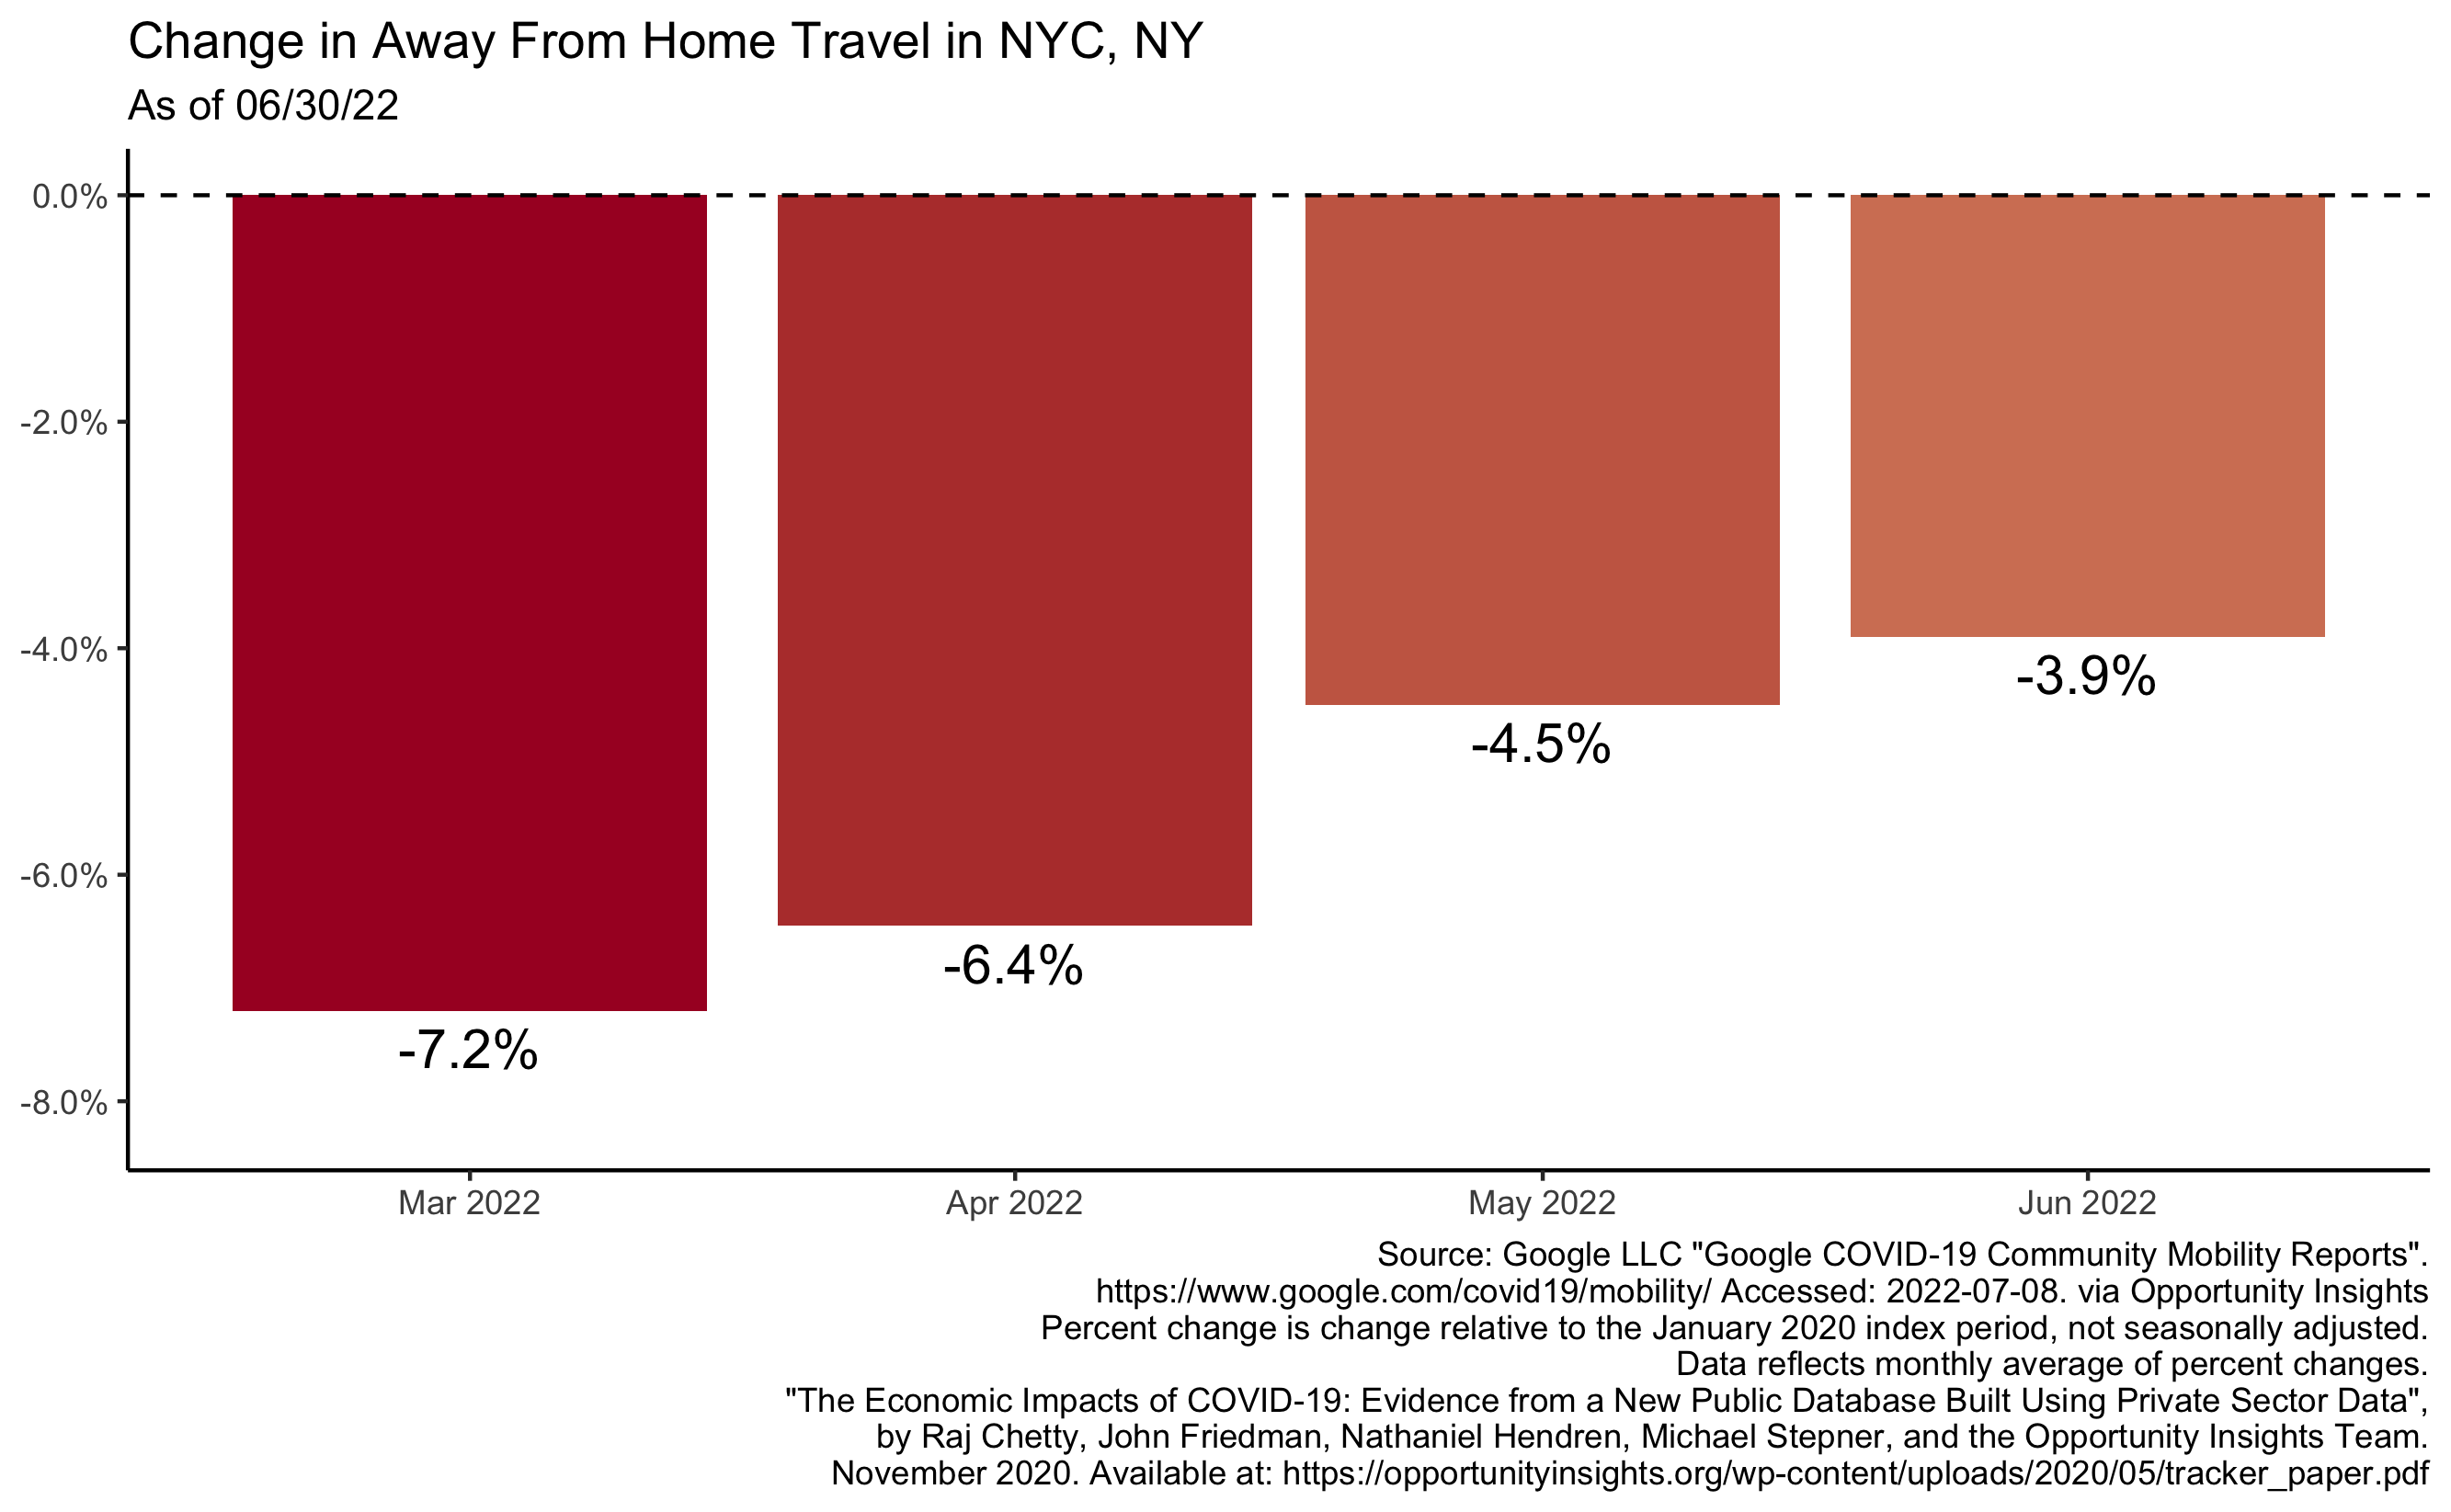 Change in Away From Home Travel in NYC, NY
As of 06/30/22
0.0%
-2.0%
-4.0%
-6.0%
-8.0%
-7.2%
-6.4%
-4.5%
-3.9%
Mar 2022
Apr 2022
May 2022
Jun 2022
Source: Google LLC "Google COVID-19 Community Mobility Reports".
https://www.google.com/covid19/mobility/ Accessed: 2022-07-08. via Opportunity Insights
Percent change is change relative to the January 2020 index period, not seasonally adjusted.
Data reflects monthly average of percent changes.
"The Economic Impacts of COVID-19: Evidence from a New Public Database Built Using Private Sector Data",
by Raj Chetty, John Friedman, Nathaniel Hendren, Michael Stepner, and the Opportunity Insights Team.
November 2020. Available at: https://opportunityinsights.org/wp-content/uploads/2020/05/tracker_paper.pdf